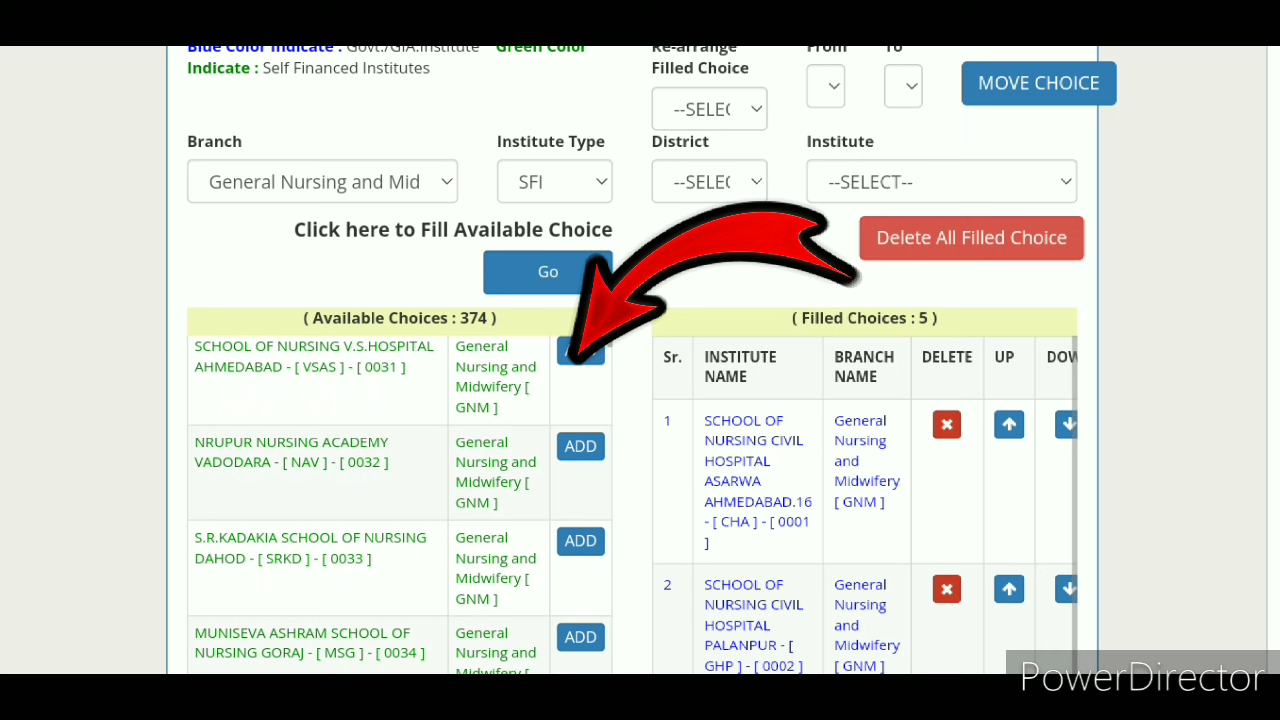 Blue Color Indicate : Govt./GIA.Institute Green Color
Indicate : Self Financed Institutes
Re-arrange
Filled Choice
From To
--SELEC
MOVE CHOICE
Branch Institute Type District Institute
General Nursing and Mid SFI --SELEC --SELECT--
Click here to Fill Available Choice
Go
Delete All Filled Choice
( Available Choices : 374 )
SCHOOL OF NURSING V.S.HOSPITAL
AHMEDABAD - [ VSAS ] - [ 0031 ]
General
Nursing and
Midwifery [
GNM ]
NRUPUR NURSING ACADEMY
VADODARA - [ NAV ] - [ 0032 ]
General
Nursing and
Midwifery [
GNM ]
ADD
S.R.KADAKIA SCHOOL OF NURSING
DAHOD - [ SRKD ] - [ 0033 ]
General
Nursing and
Midwifery [
GNM ]
ADD
MUNISEVA ASHRAM SCHOOL OF
NURSING GORAJ - [ MSG ] - [ 0034 ]
General
Nursing and
Midwifery [
ADD
( Filled Choices : 5 )
Sr. INSTITUTE NAME BRANCH NAME DELETE UP DOW
1
SCHOOL OF
NURSING CIVIL
HOSPITAL
ASARWA
AHMEDABAD.16
- [ CHA ] - [ 0001
]
General
Nursing
and
Midwifery
[ GNM ]
2
SCHOOL OF
NURSING CIVIL
HOSPITAL
PALANPUR - [
GHP ] - [ 0002 ]
General
Nursing
and
Midwifery
[ GNM ]
PowerDirector